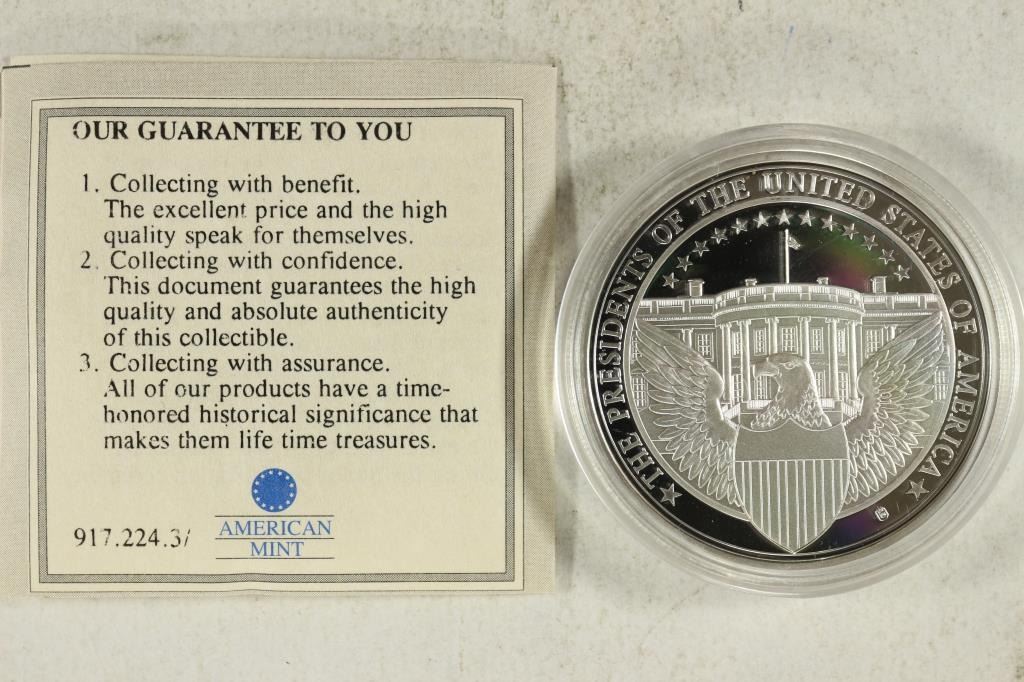 OUR GUARANTEE TO YOU
1. Collecting with benefit.
The excellent price and the high
quality speak for themselves.
2. Collecting with confidence.
This document guarantees the high
quality and absolute authenticity
of this collectible.
3. Collecting with assurance.
All of our products have a time-
honored historical significance that
makes them life time treasures.
917.224.3/
AMERICAN
MINT
★ THE PRESIDENTS OF THE UNITED STATES OF AMERICA ★